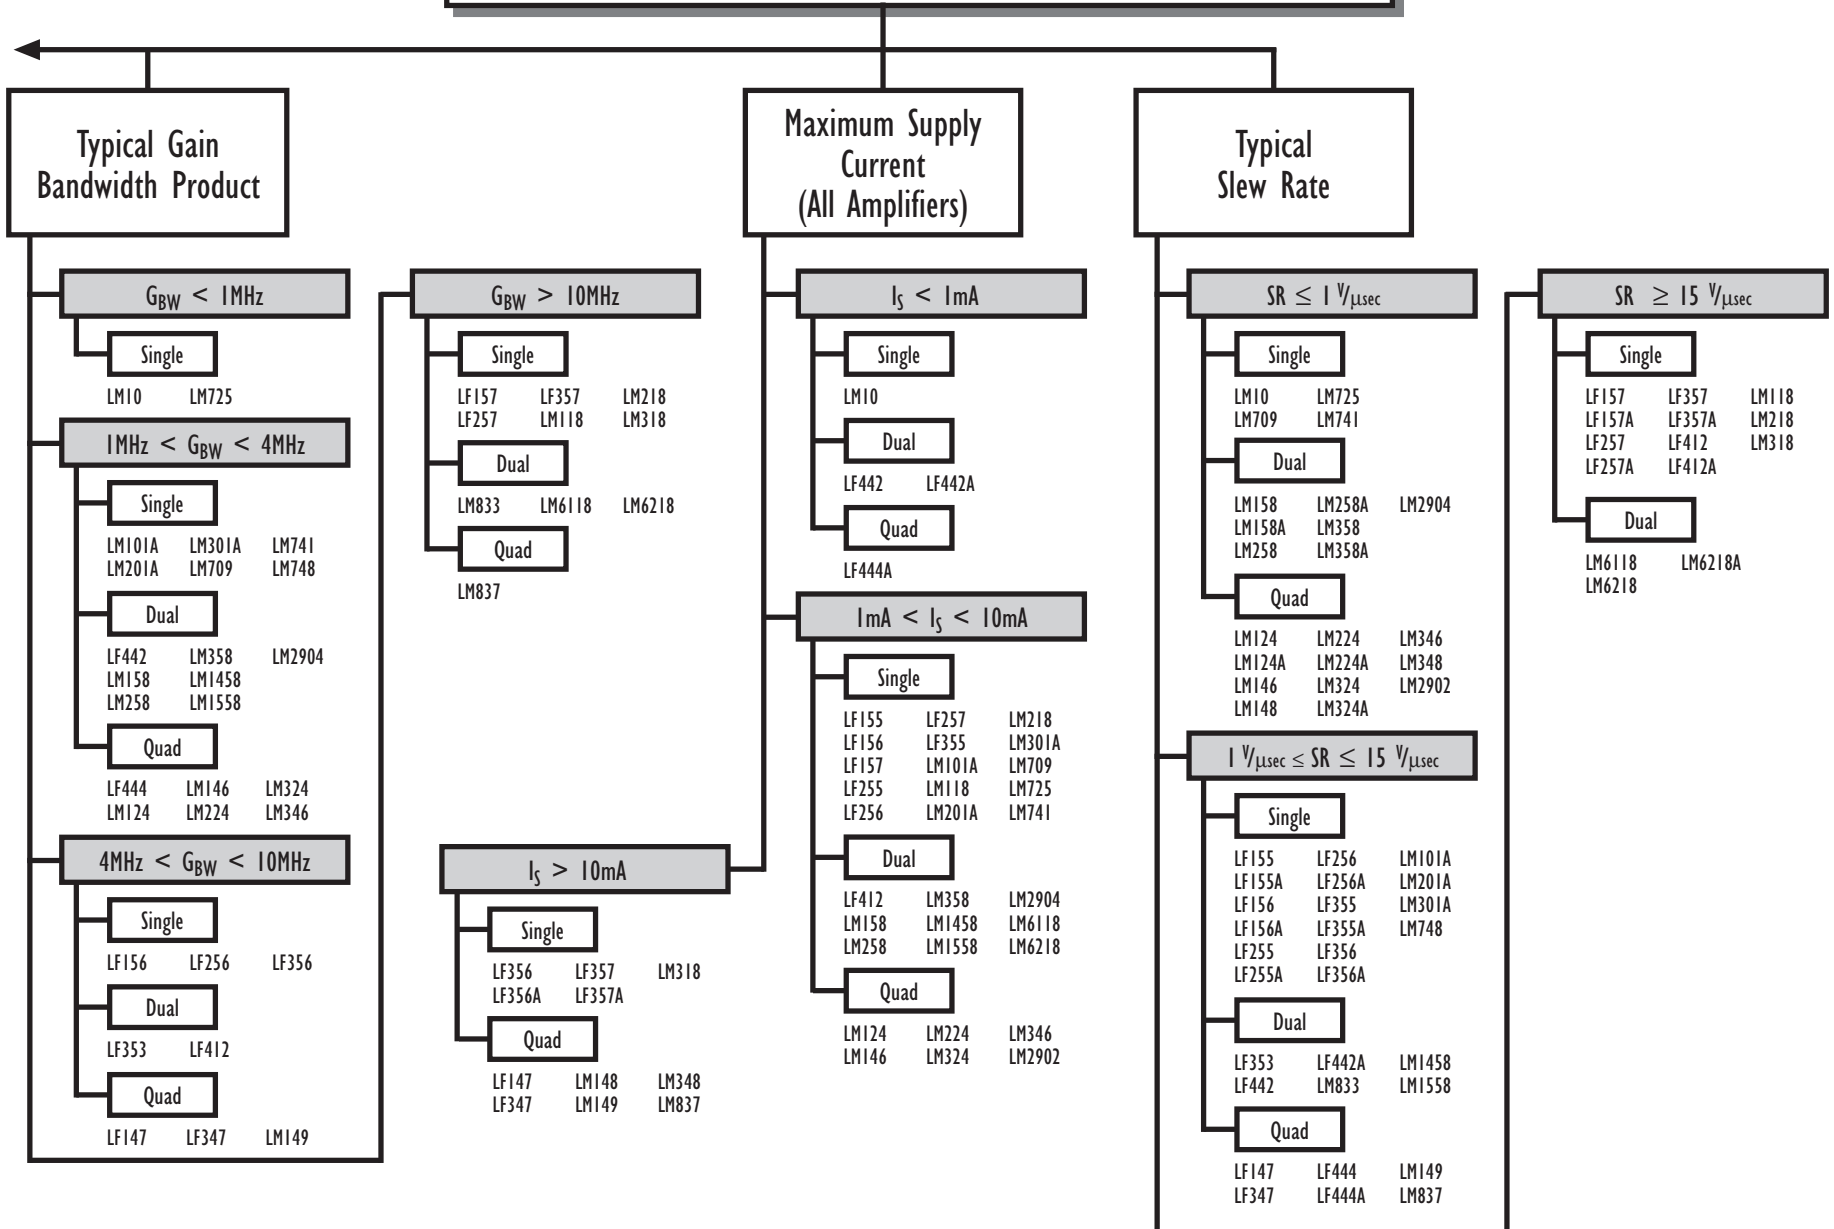 Typical Gain
Bandwidth Product
GBW < 1MHz
Single
LM10 LM725
1MHz < GBW < 4MHz
Single
LM101A LM301A LM741
LM201A LM709 LM748
Dual
LF442 LM358 LM2904
LM158 LM1458
LM258 LM1558
Quad
LF444 LM146 LM324
LM124 LM224 LM346
4MHz < GBW < 10MHz
Single
LF156 LF256 LF356
Dual
LF353 LF412
Quad
LF147 LF347 LM149
GBW > 10MHz
Single
LF157 LF357 LM218
LF257 LM118 LM318
Dual
LM833 LM6118 LM6218
Quad
LM837
Maximum Supply
Current
(All Amplifiers)
IS < 1mA
Single
LM10
Dual
LF442 LF442A
Quad
LF444A
1mA < IS < 10mA
Single
LF155 LF257 LM218
LF156 LF355 LM301A
LF157 LM101A LM709
LF255 LM118 LM725
LF256 LM201A LM741
Dual
LF412 LM358 LM2904
LM158 LM1458 LM6118
LM258 LM1558 LM6218
Quad
LM124 LM224 LM346
LM146 LM324 LM2902
IS > 10mA
Single
LF356 LF357 LM318
LF356A LF357A
Quad
LF147 LM148 LM348
LF347 LM149 LM837
Typical
Slew Rate
SR ≤ 1 V/µsec
Single
LM10 LM725
LM709 LM741
Dual
LM158 LM258A LM2904
LM158A LM358
LM258 LM358A
Quad
LM124 LM224 LM346
LM124A LM224A LM348
LM146 LM324 LM2902
LM148 LM324A
1 V/µsec ≤ SR ≤ 15 V/µsec
Single
LF155 LF256 LM101A
LF155A LF256A LM201A
LF156 LF355 LM301A
LF156A LF355A LM748
LF255 LF356
LF255A LF356A
Dual
LF353 LF442A LM1458
LF442 LM833 LM1558
Quad
LF147 LF444 LM149
LF347 LF444A LM837
SR ≥ 15 V/µsec
Single
LF157 LF357 LM118
LF157A LF357A LM218
LF257 LF412 LM318
LF257A LF412A
Dual
LM6118 LM6218A
LM6218